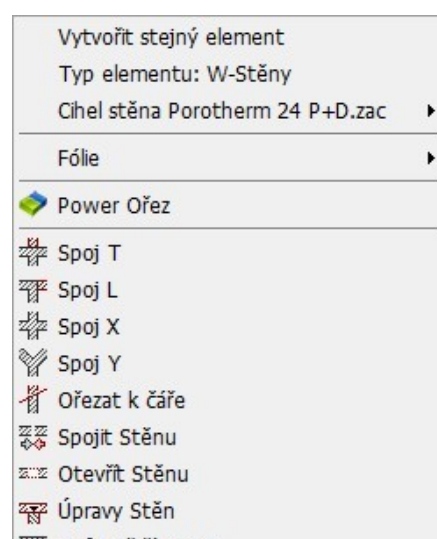 Vytvořit stejný element
Typ elementu: W-Stěny
Cihel stěna Porotherm 24 P+D.zac
Fólie
Power Ořez
Spoj T
Spoj L
Spoj X
Spoj Y
Ořezat k čáře
Spojit Stěnu
Otevřít Stěnu
Úpravy Stěn